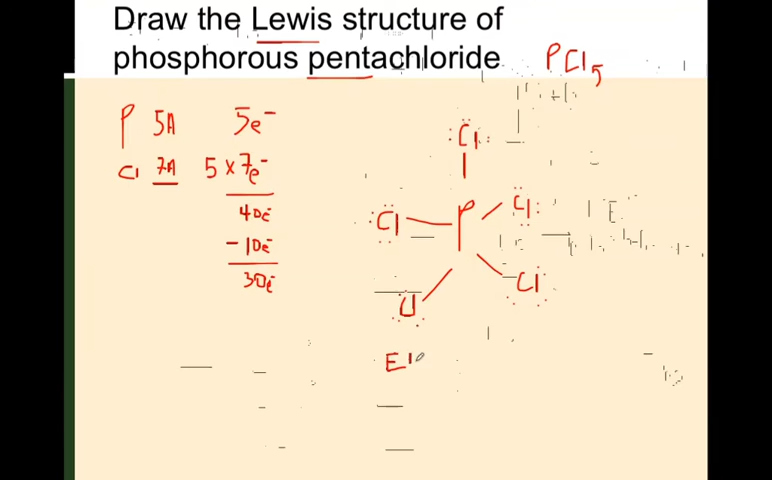 Draw the Lewis structure of
phosphorous pentachloride PCl5
P 5A 5e-
Cl 7A 5 x 7e-
40e-
-10e-
30e-
Cl
Cl P Cl
Cl Cl